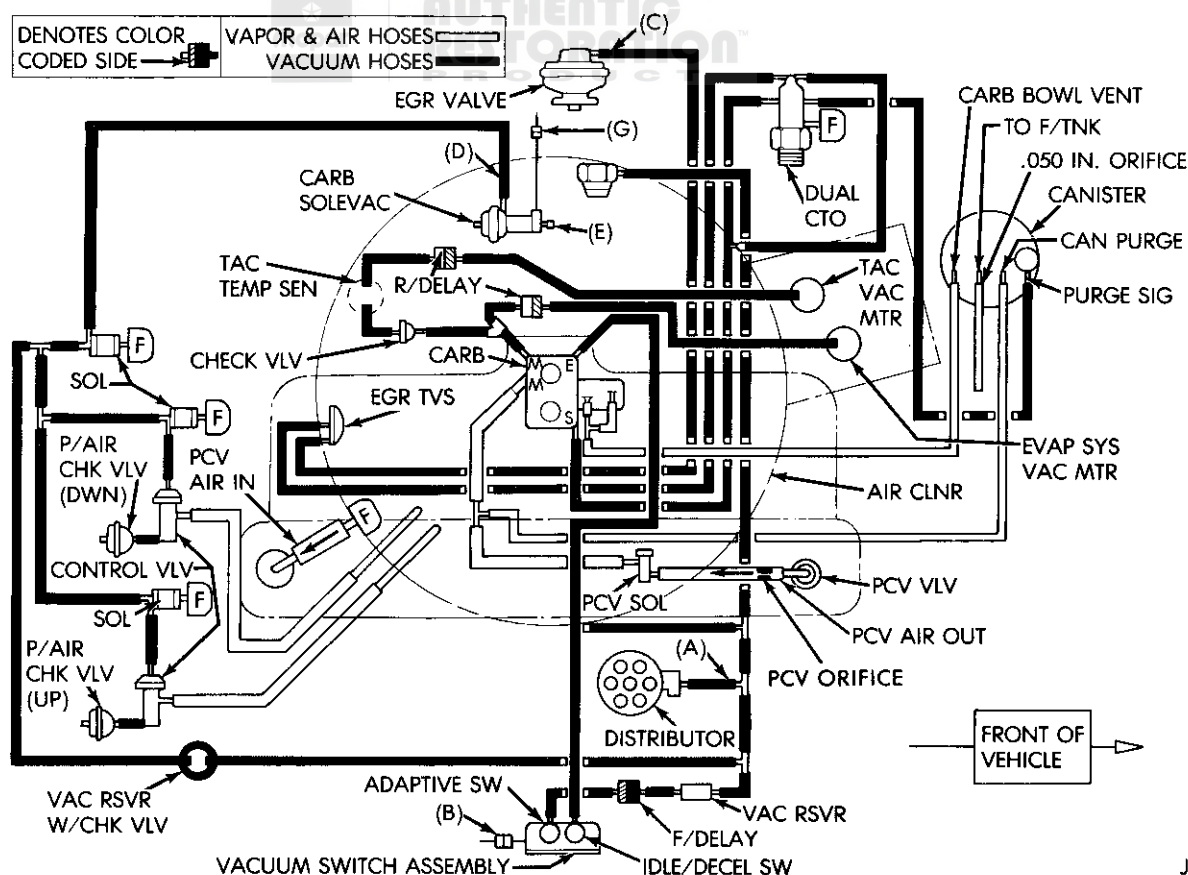 AUTHENTIC
RESTORATION™
PRODUCT
DENOTES COLOR
CODED SIDE
VAPOR & AIR HOSES
VACUUM HOSES
(C)
EGR VALVE
(G)
(D)
CARB
SOLEVAC
(E)
F
DUAL
CTO
CARB BOWL VENT
TO F/TNK
.050 IN. ORIFICE
CANISTER
CAN PURGE
PURGE SIG
TAC
TEMP SEN
R/DELAY
TAC
VAC
MTR
CHECK VLV
CARB
E
S
F
SOL
F
EGR TVS
EVAP SYS
VAC MTR
AIR CLNR
P/AIR
CHK VLV
(DWN)
PCV
AIR IN
F
CONTROL VLV
SOL
F
PCV SOL
PCV VLV
PCV AIR OUT
PCV ORIFICE
P/AIR
CHK VLV
(UP)
(A)
DISTRIBUTOR
FRONT OF
VEHICLE
VAC RSVR
W/CHK VLV
ADAPTIVE SW
(B)
VAC RSVR
F/DELAY
VACUUM SWITCH ASSEMBLY
IDLE/DECEL SW
J